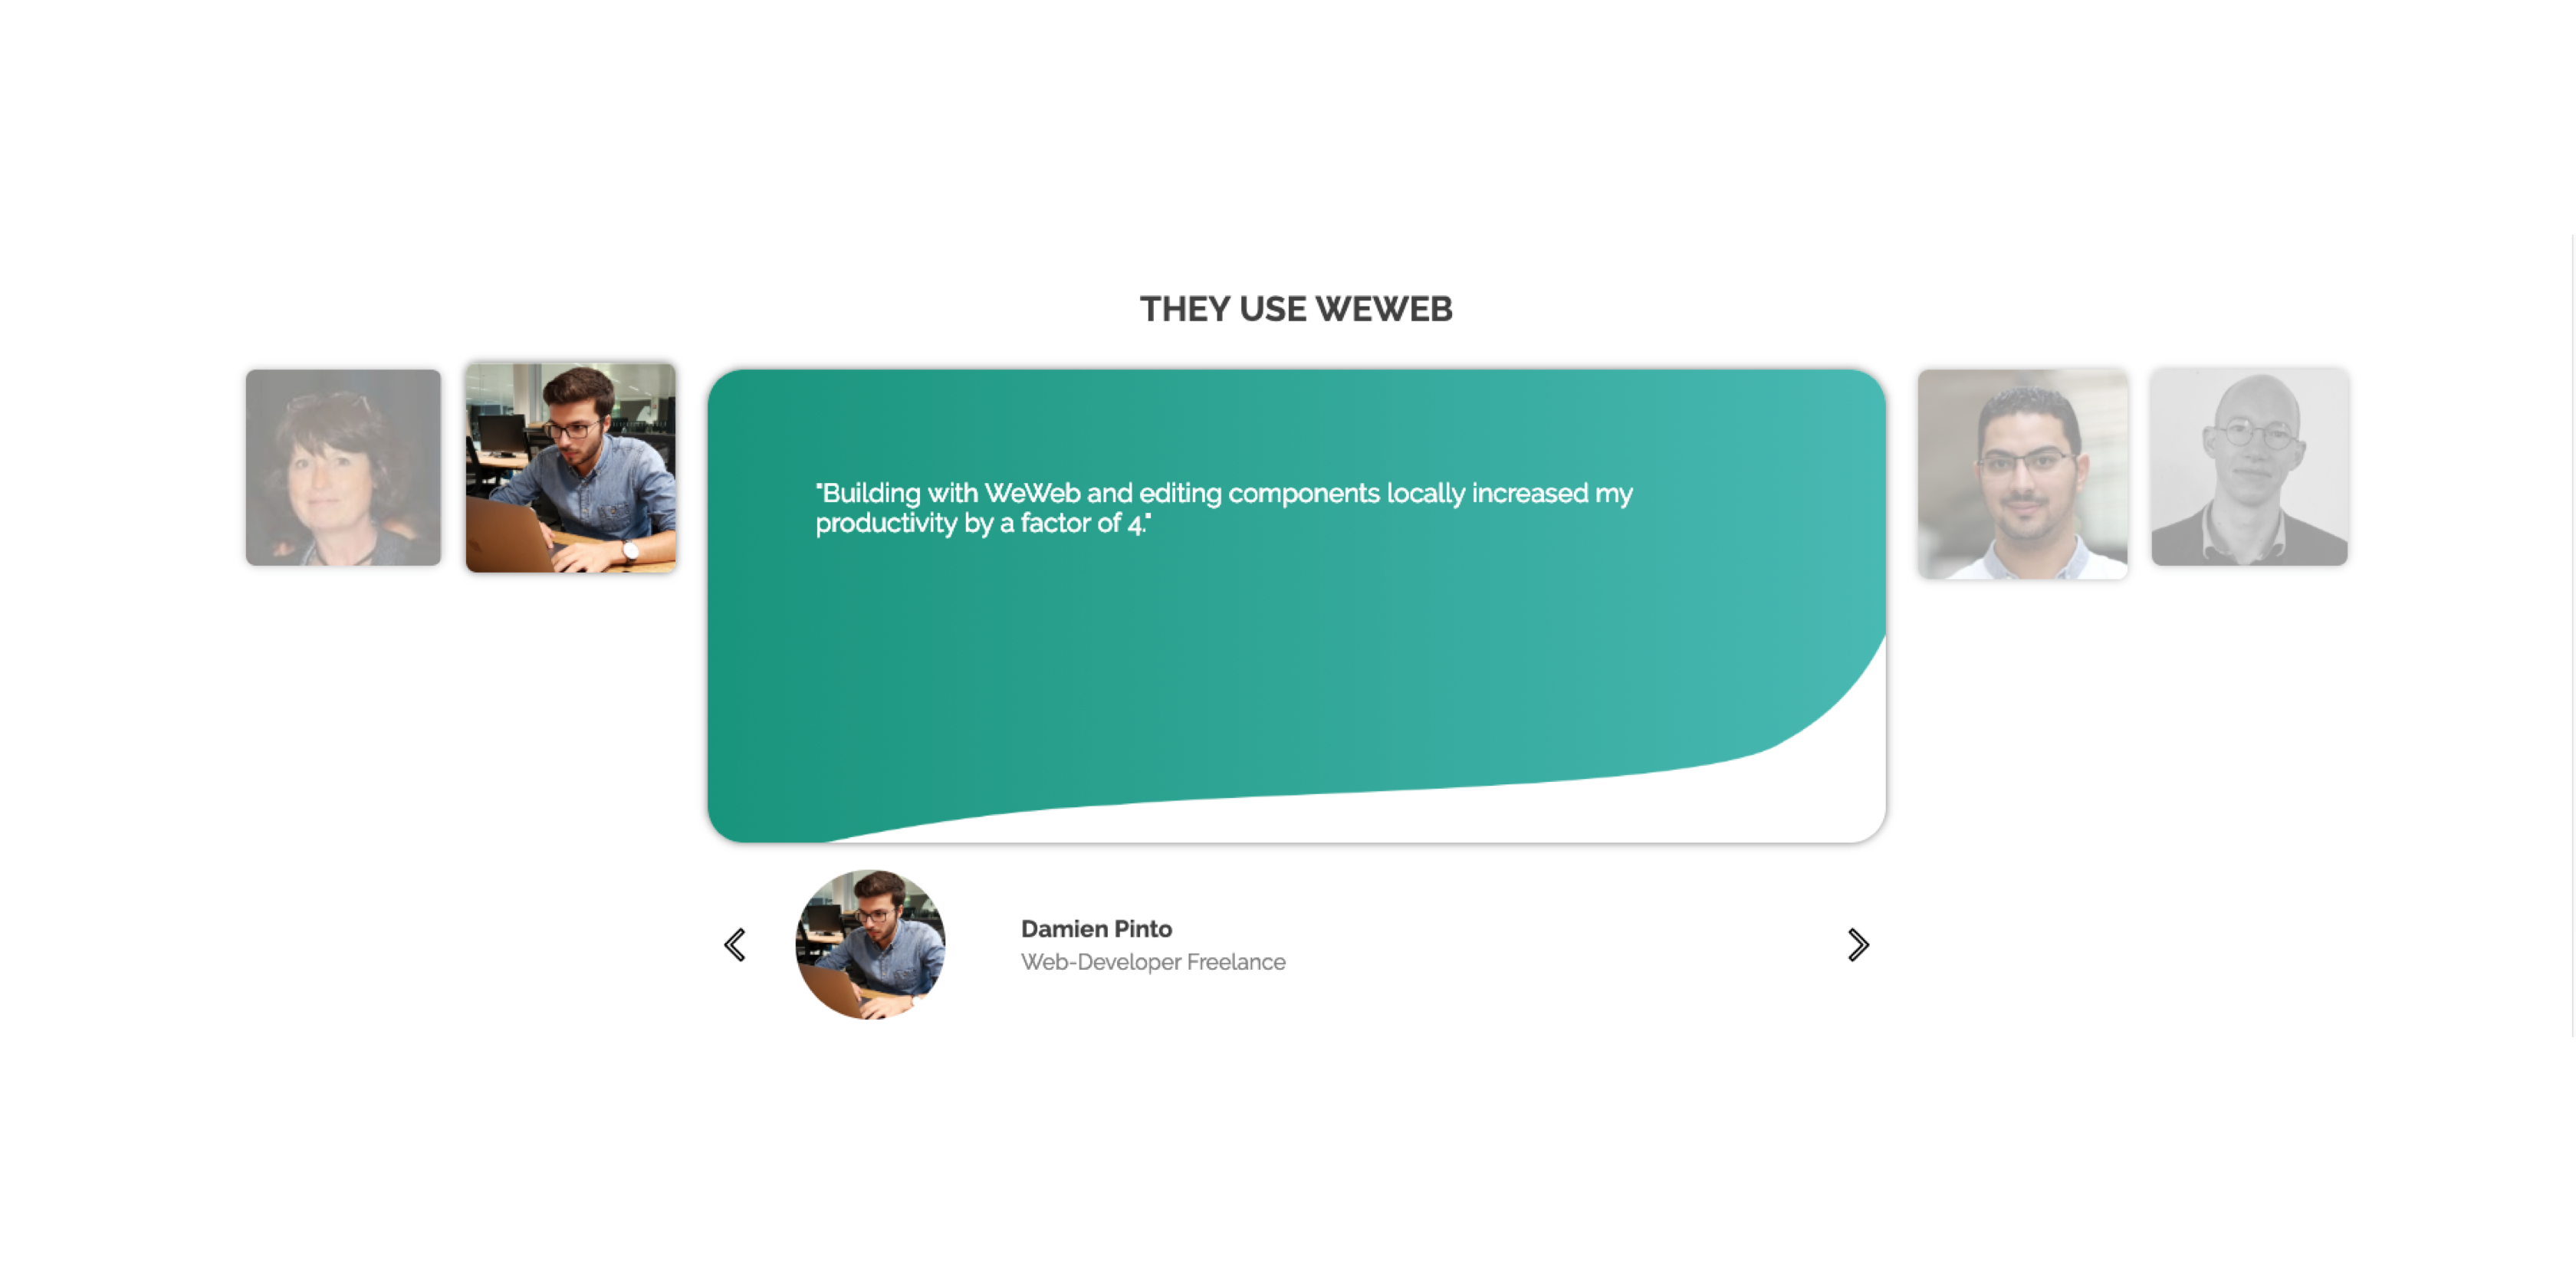 THEY USE WEWEB
"Building with WeWeb and editing components locally increased my
productivity by a factor of 4."
Damien Pinto
Web-Developer Freelance